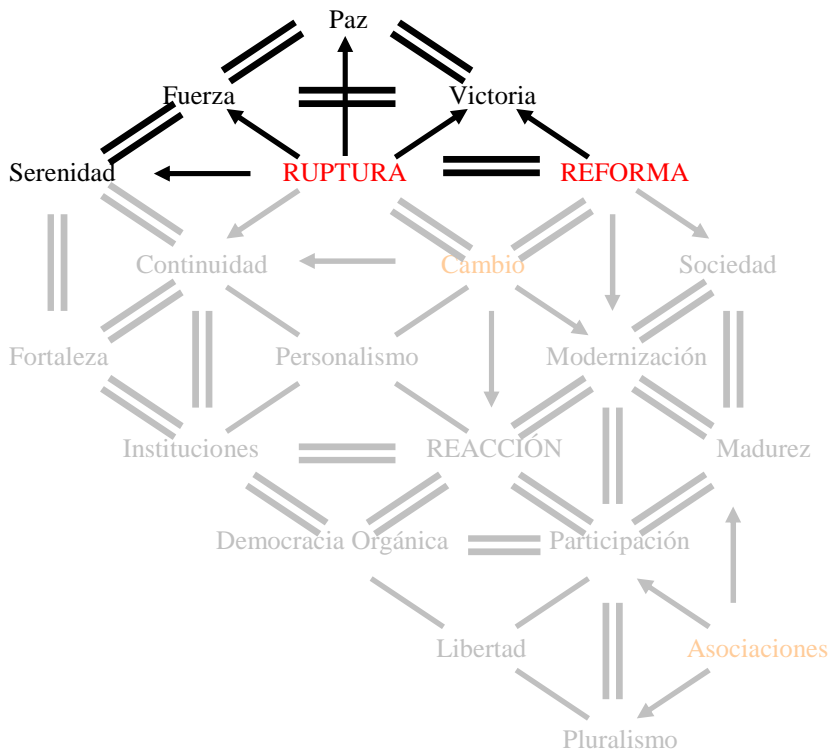 Paz
Fuerza Victoria
Serenidad RUPTURA REFORMA
Continuidad Cambio Sociedad
Fortaleza Personalismo Modernización
Instituciones REACCIÓN Madurez
Democracia Orgánica Participación
Libertad Asociaciones
Pluralismo